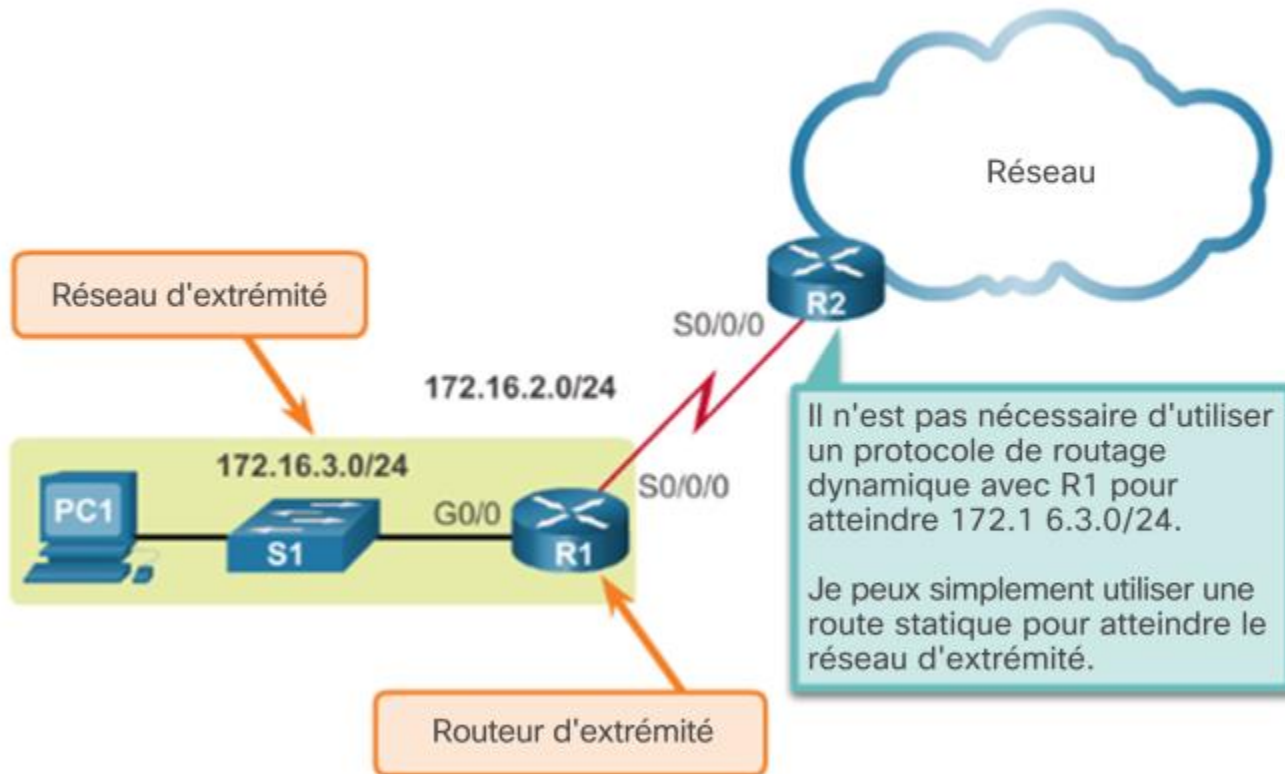 Réseau
Réseau d'extrémité
R2
S0/0/0
172.16.2.0/24
Il n'est pas nécessaire d'utiliser
un protocole de routage
dynamique avec R1 pour
atteindre 172.1 6.3.0/24.
Je peux simplement utiliser une
route statique pour atteindre le
réseau d'extrémité.
172.16.3.0/24
S0/0/0
PC1
G0/0
S1
R1
Routeur d'extrémité